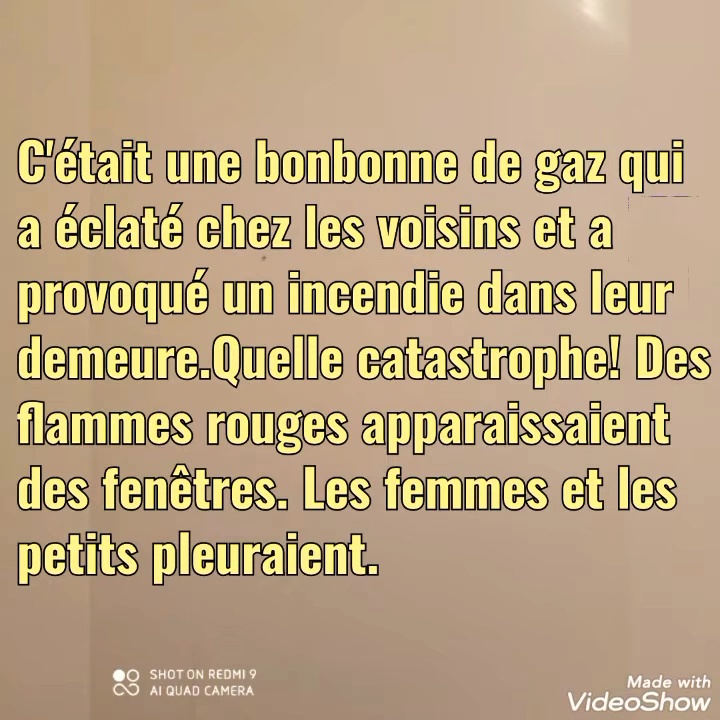 C'était une bonbonne de gaz qui
a éclaté chez les voisins et a
provoqué un incendie dans leur
demeure.Quelle catastrophe! Des
flammes rouges apparaissaient
des fenêtres. Les femmes et les
petits pleuraient.
SHOT ON REDMI 9
AI QUAD CAMERA
Made with
VideoShow